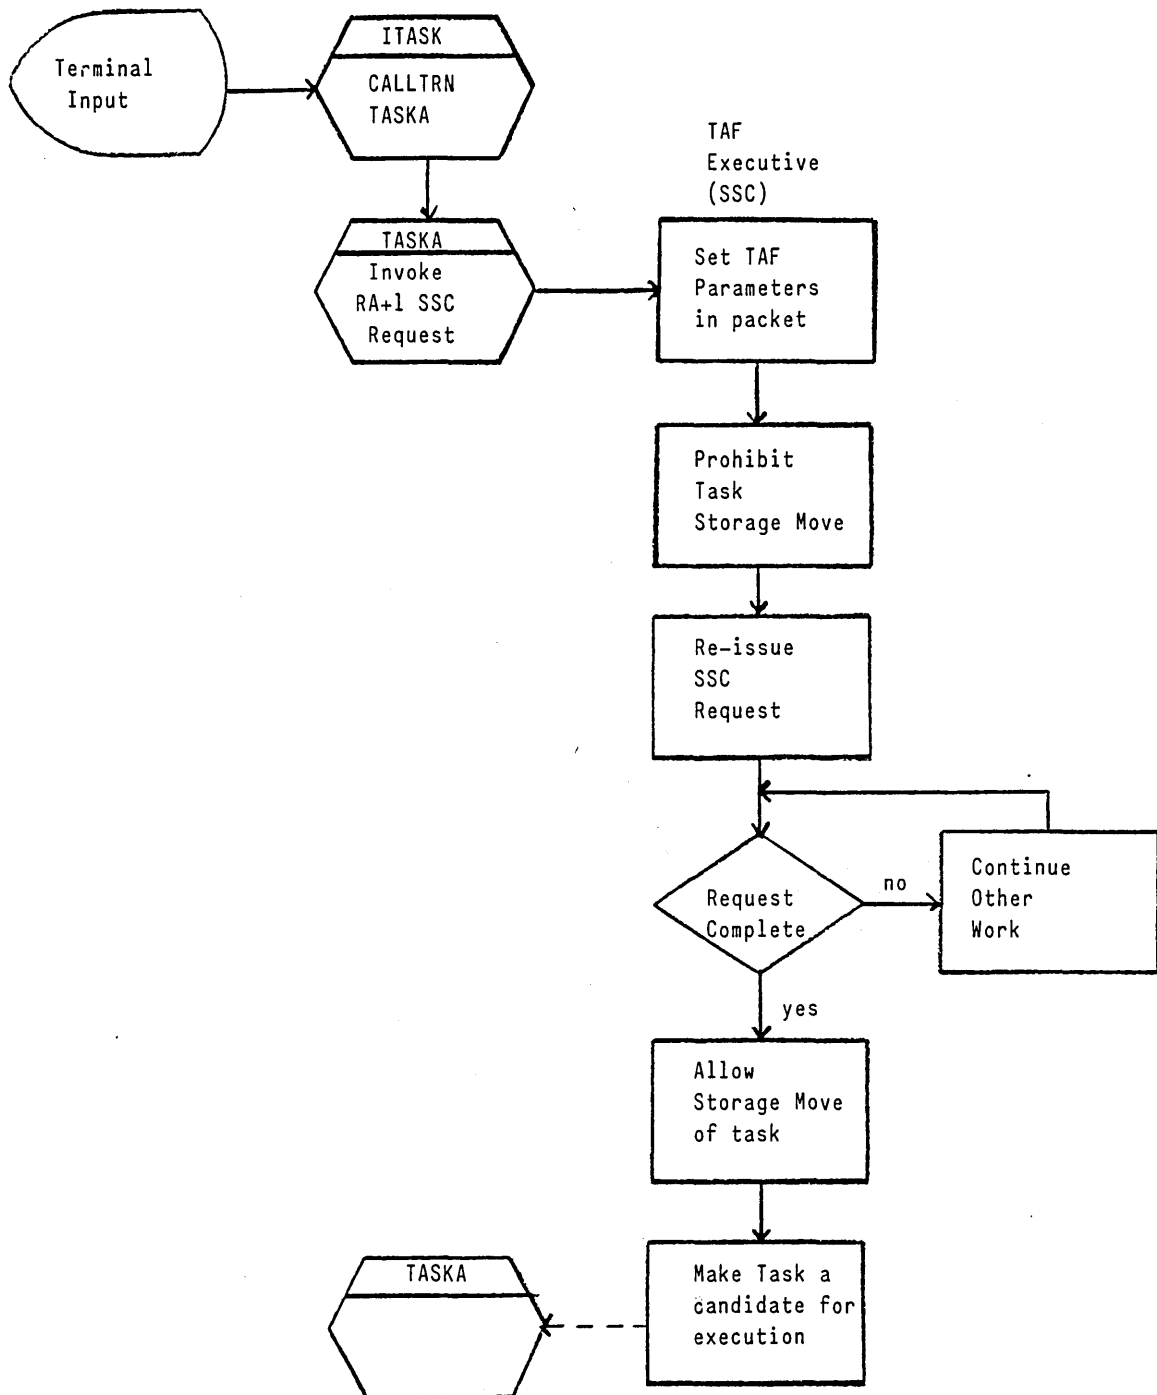 Terminal
Input
ITASK
CALLTRN
TASKA
TASKA
Invoke
RA+1 SSC
Request
TAF
Executive
(SSC)
Set TAF
Parameters
in packet
Prohibit
Task
Storage Move
Re-issue
SSC
Request
Request
Complete
no
Continue
Other
Work
yes
Allow
Storage Move
of task
Make Task a
candidate for
execution
TASKA